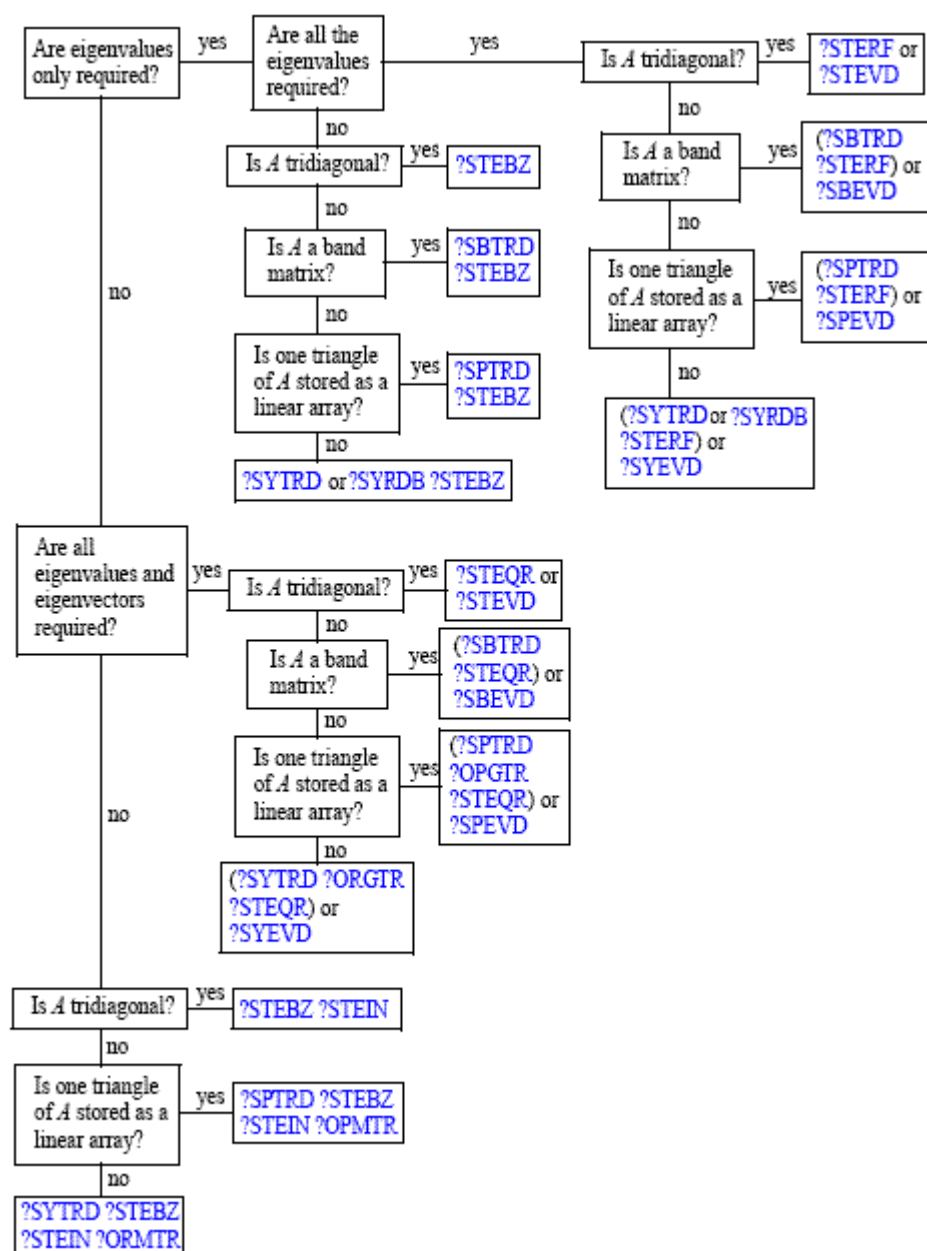 Are eigenvalues
only required?
yes
Are all the
eigenvalues
required?
yes
Is A tridiagonal?
yes
?STERF or
?STEVD
no
Is A a band
matrix?
yes
(?SBTRD
?STERF) or
?SBEVD
no
Is one triangle
of A stored as a
linear array?
yes
(?SPTRD
?STERF) or
?SPEVD
no
(?SYTRD or ?SYRDB
?STERF) or
?SYEVD
no
Is A tridiagonal?
yes
?STEBZ
no
Is A a band
matrix?
yes
?SBTRD
?STEBZ
no
Is one triangle
of A stored as a
linear array?
yes
?SPTRD
?STEBZ
no
?SYTRD or ?SYRDB ?STEBZ
no
Are all
eigenvalues and
eigenvectors
required?
yes
Is A tridiagonal?
yes
?STEQR or
?STEVD
no
Is A a band
matrix?
yes
(?SBTRD
?STEQR) or
?SBEVD
no
Is one triangle
of A stored as a
linear array?
yes
(?SPTRD
?OPGTR
?STEQR) or
?SPEVD
no
(?SYTRD ?ORGTR
?STEQR) or
?SYEVD
no
Is A tridiagonal?
yes
?STEBZ ?STEIN
no
Is one triangle
of A stored as a
linear array?
yes
?SPTRD ?STEBZ
?STEIN ?OPMTR
no
?SYTRD ?STEBZ
?STEIN ?ORMTR